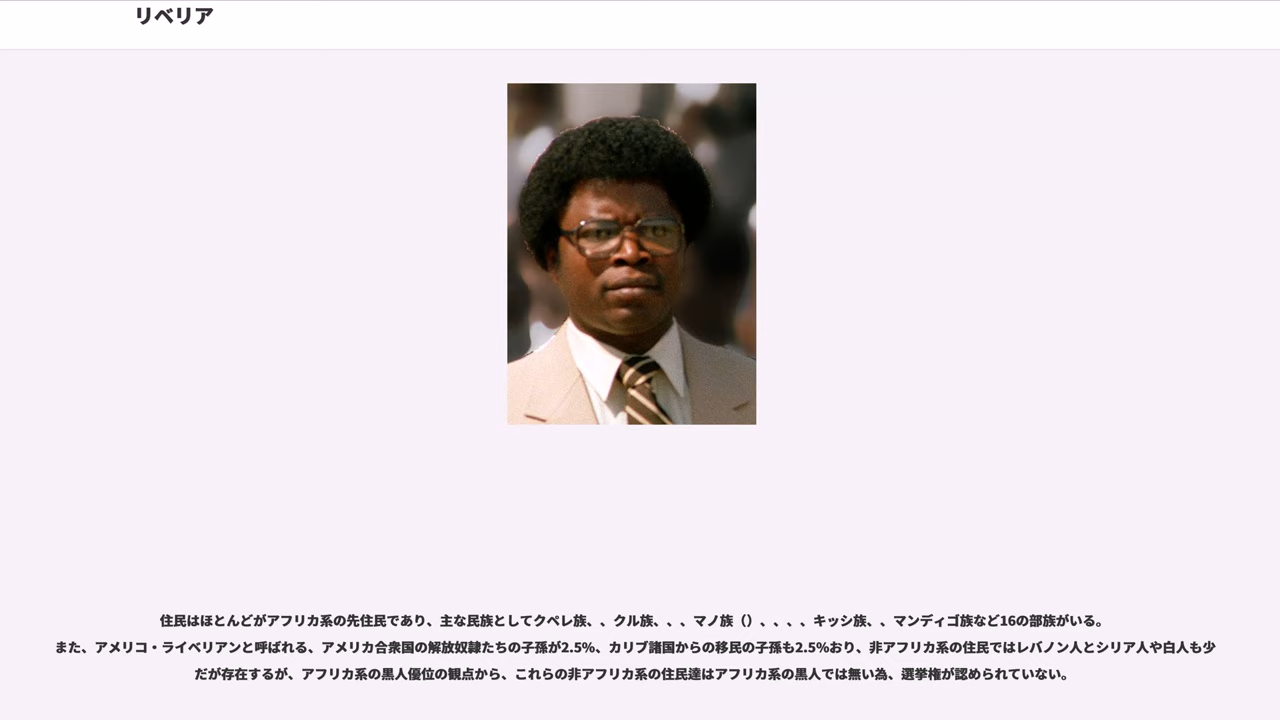 リベリア
住民はほとんどがアフリカ系の先住民であり、主な民族としてクペレ族、、クル族、、、マノ族（）、、、、キッシ族、、マンディゴ族など16の部族がいる。
また、アメリコ・ライベリアンと呼ばれる、アメリカ合衆国の解放奴隷たちの子孫が2.5%、カリブ諸国からの移民の子孫も2.5%おり、非アフリカ系の住民ではレバノン人とシリア人や白人も少
だが存在するが、アフリカ系の黒人優位の観点から、これらの非アフリカ系の住民達はアフリカ系の黒人では無い為、選挙権が認められていない。